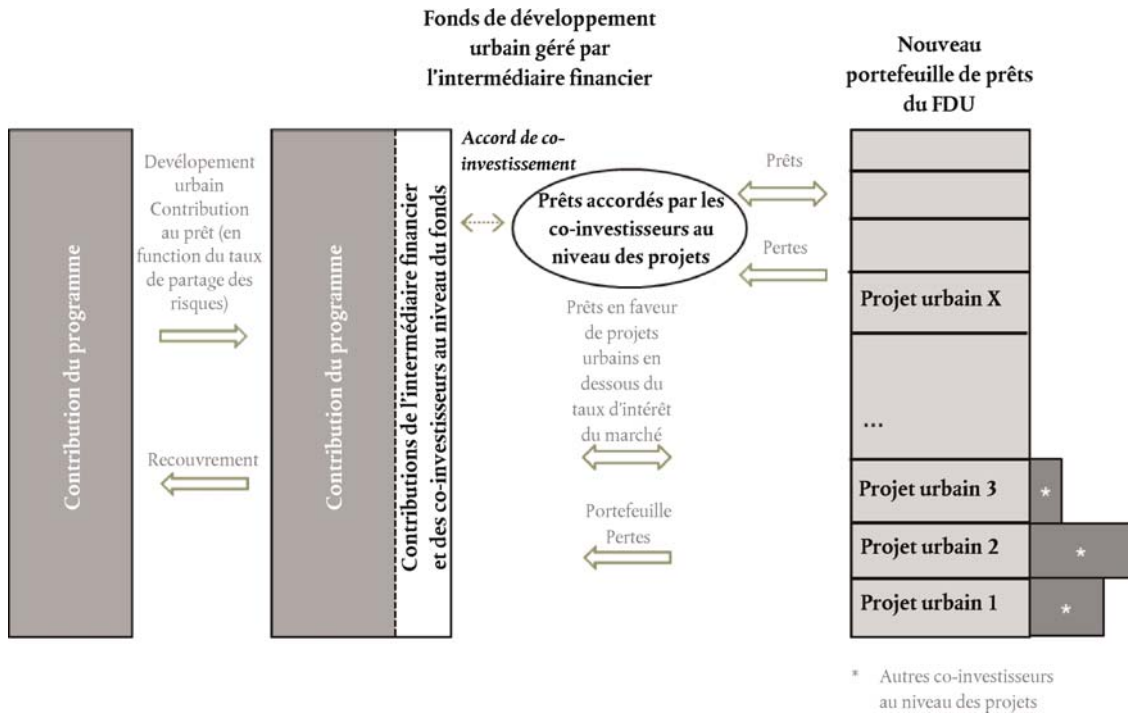 Fonds de développement
urbain géré par
l'intermédiaire financier
Nouveau
portefeuille de prêts
du FDU
Contribution du programme
Devélopement
urbain
Contribution
au prêt (en
fonction du taux
de partage des
risques)
Recouvrement
Contribution du programme
Contributions de l'intermédiaire financier
et des co-investisseurs au niveau du fonds
Accord de co-
investissement
Prêts accordés par les
co-investisseurs au
niveau des projets
Prêts
Pertes
Prêts en faveur
de projets
urbains en
dessous du
taux d'intérêt
du marché
Portefeuille
Pertes
Projet urbain X
...
Projet urbain 3
*
Projet urbain 2
*
Projet urbain 1
*
* Autres co-investisseurs
au niveau des projets